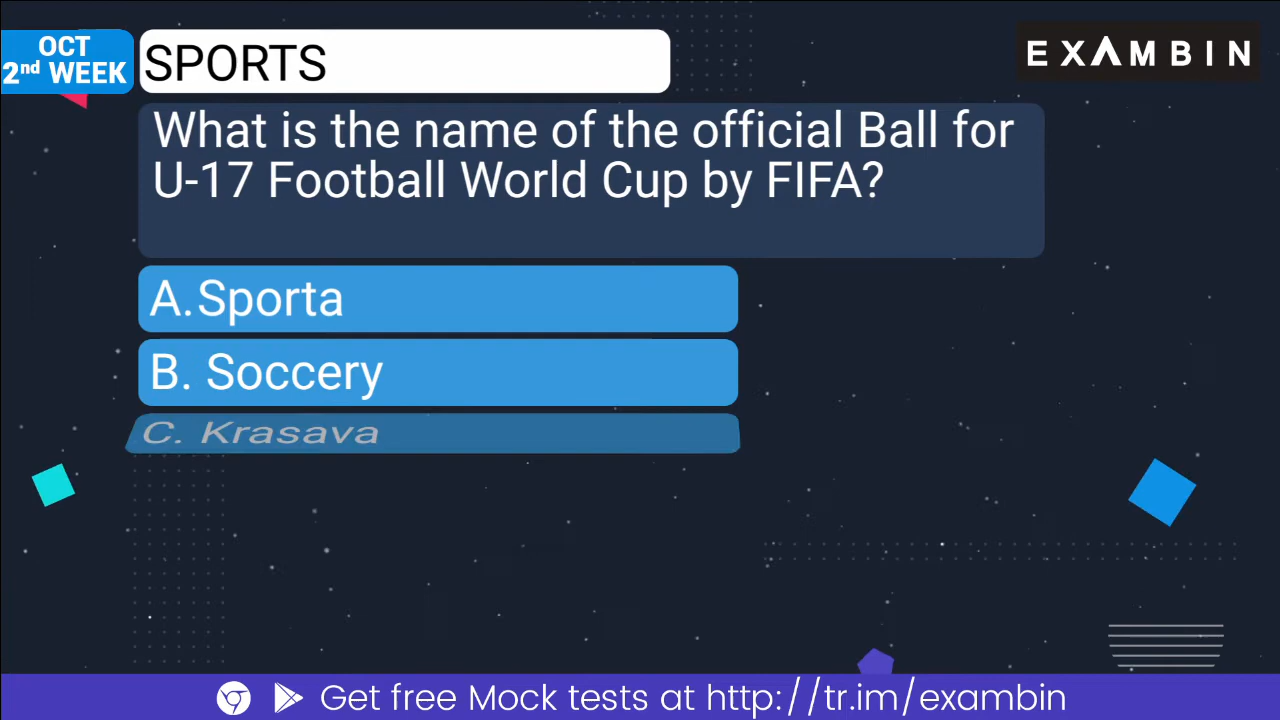 OCT
2nd WEEK
SPORTS
EXAMBIN
What is the name of the official Ball for
U-17 Football World Cup by FIFA?
A.Sporta
B. Soccery
C. Krasava
Get free Mock tests at http://tr.im/exambin